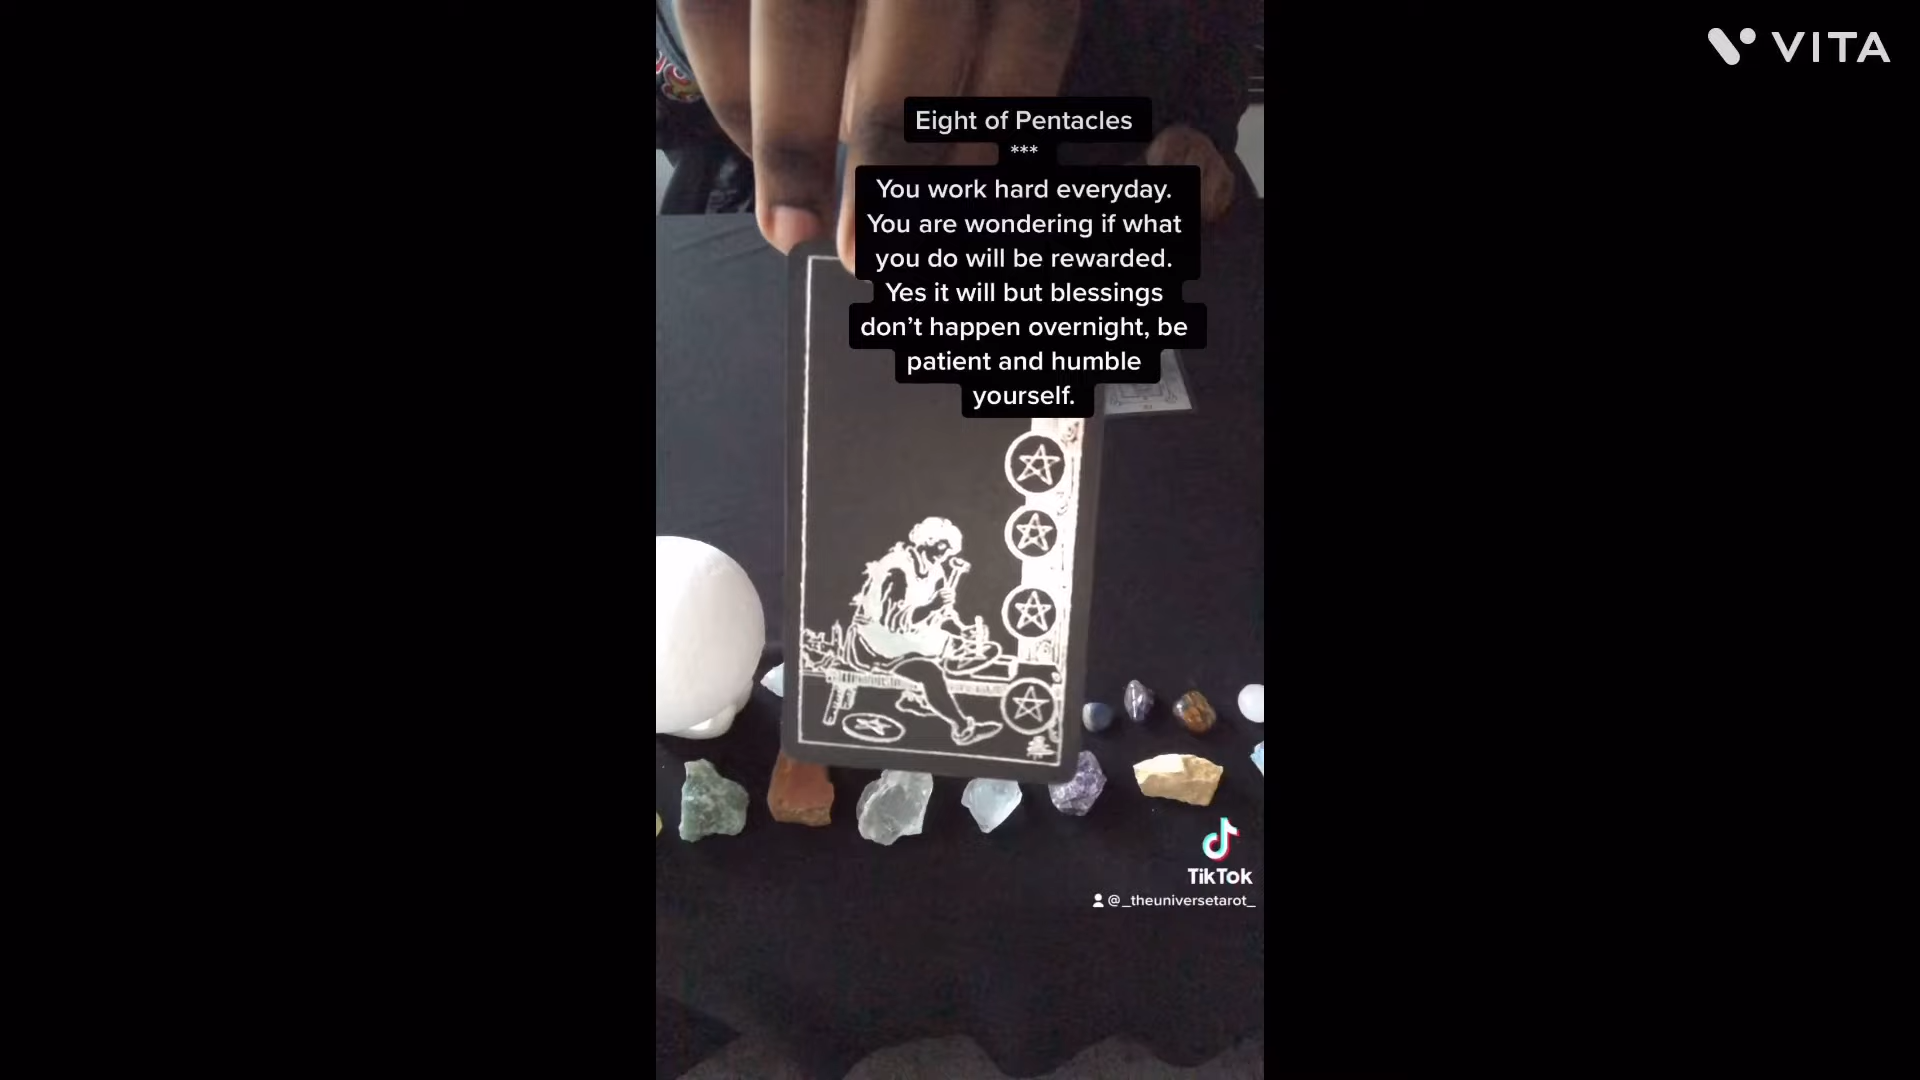 VITA
Eight of Pentacles
***
You work hard everyday.
You are wondering if what
you do will be rewarded.
Yes it will but blessings
don’t happen overnight, be
patient and humble
yourself.
TikTok
@_theuniversetarot_